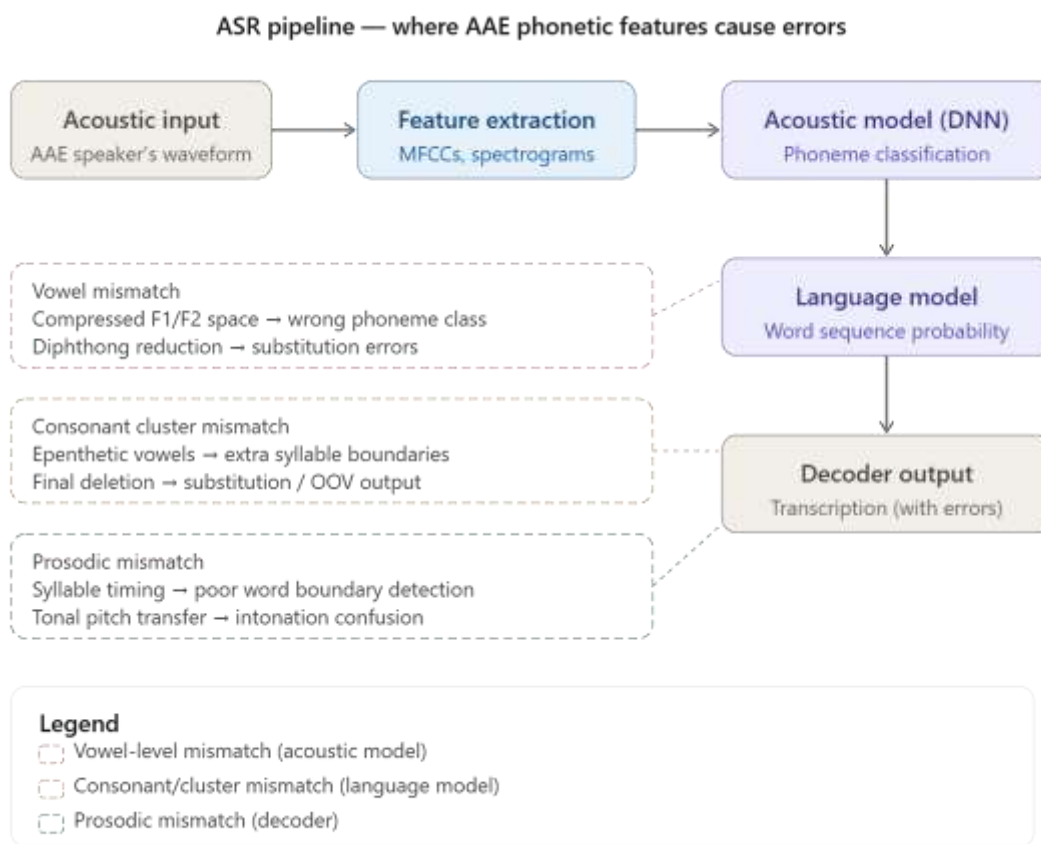 ASR pipeline — where AAE phonetic features cause errors
Acoustic input
AAE speaker's waveform
Feature extraction
MFCCs, spectrograms
Acoustic model (DNN)
Phoneme classification
Vowel mismatch
Compressed F1/F2 space → wrong phoneme class
Diphthong reduction → substitution errors
Language model
Word sequence probability
Consonant cluster mismatch
Epenthetic vowels → extra syllable boundaries
Final deletion → substitution / OOV output
Decoder output
Transcription (with errors)
Prosodic mismatch
Syllable timing → poor word boundary detection
Tonal pitch transfer → intonation confusion
Legend
Vowel-level mismatch (acoustic model)
Consonant/cluster mismatch (language model)
Prosodic mismatch (decoder)